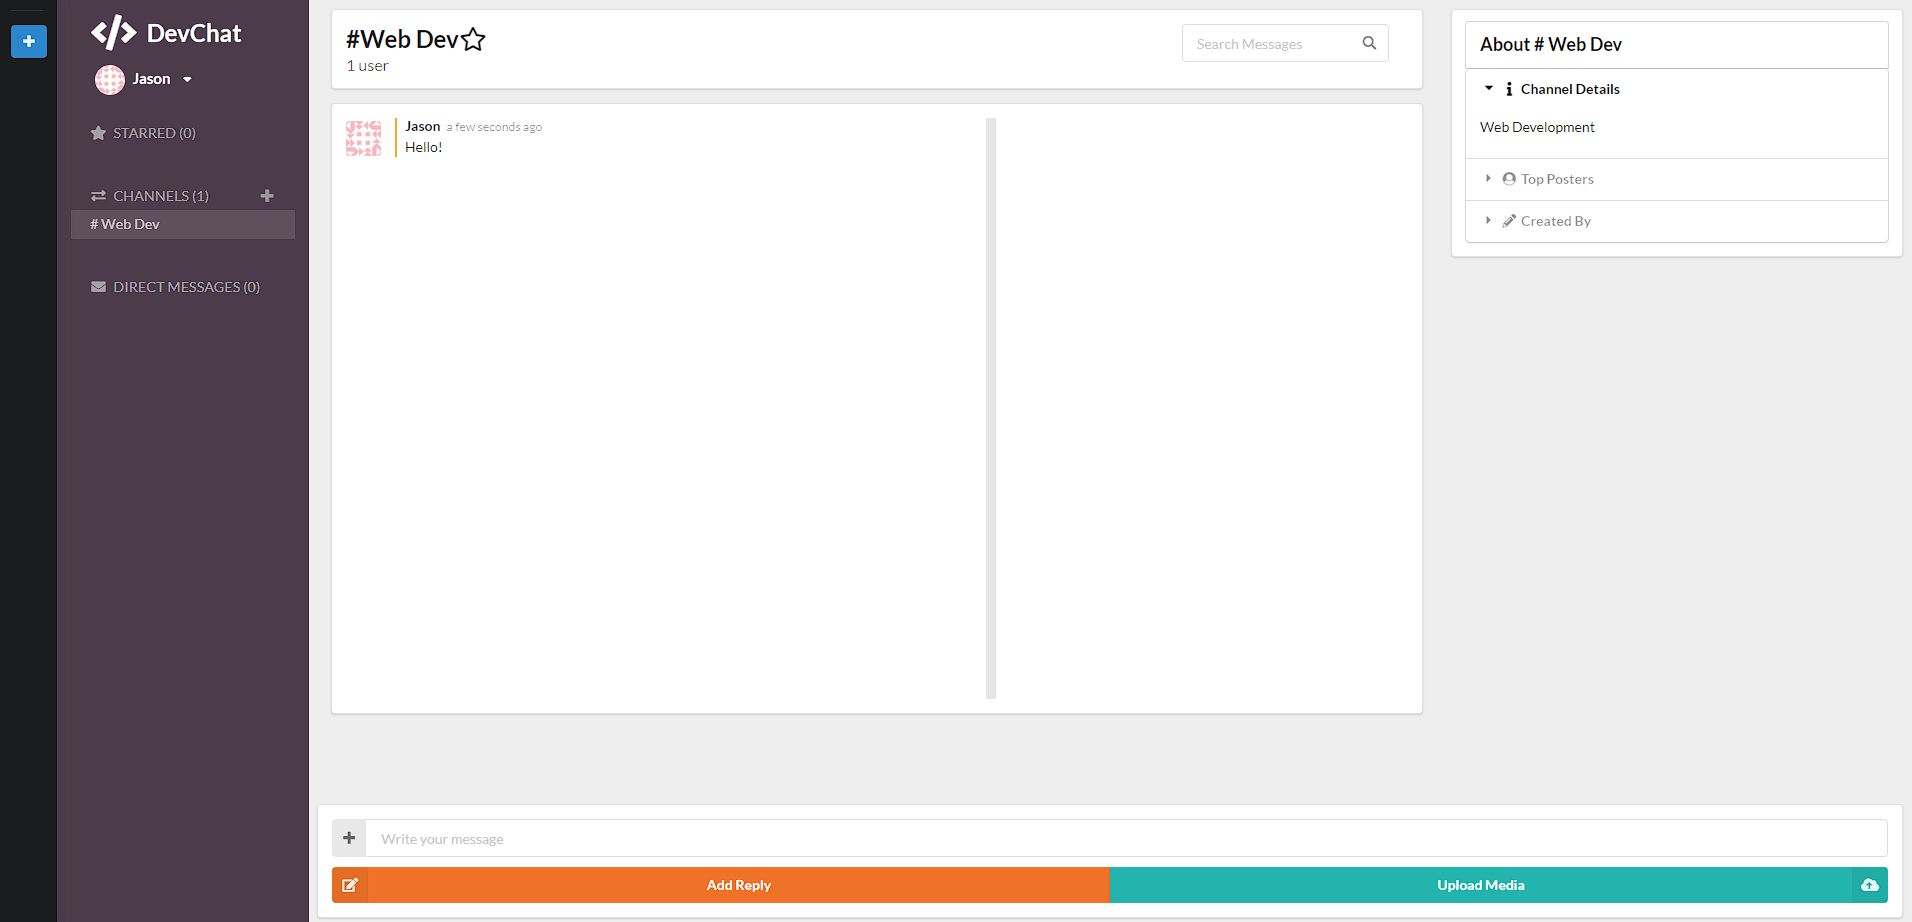 DevChat
Jason
STARRED (0)
CHANNELS (1)
# Web Dev
DIRECT MESSAGES (0)
#Web Dev
1 user
Search Messages
Jason a few seconds ago
Hello!
About # Web Dev
Channel Details
Web Development
Top Posters
Created By
Write your message
Add Reply
Upload Media